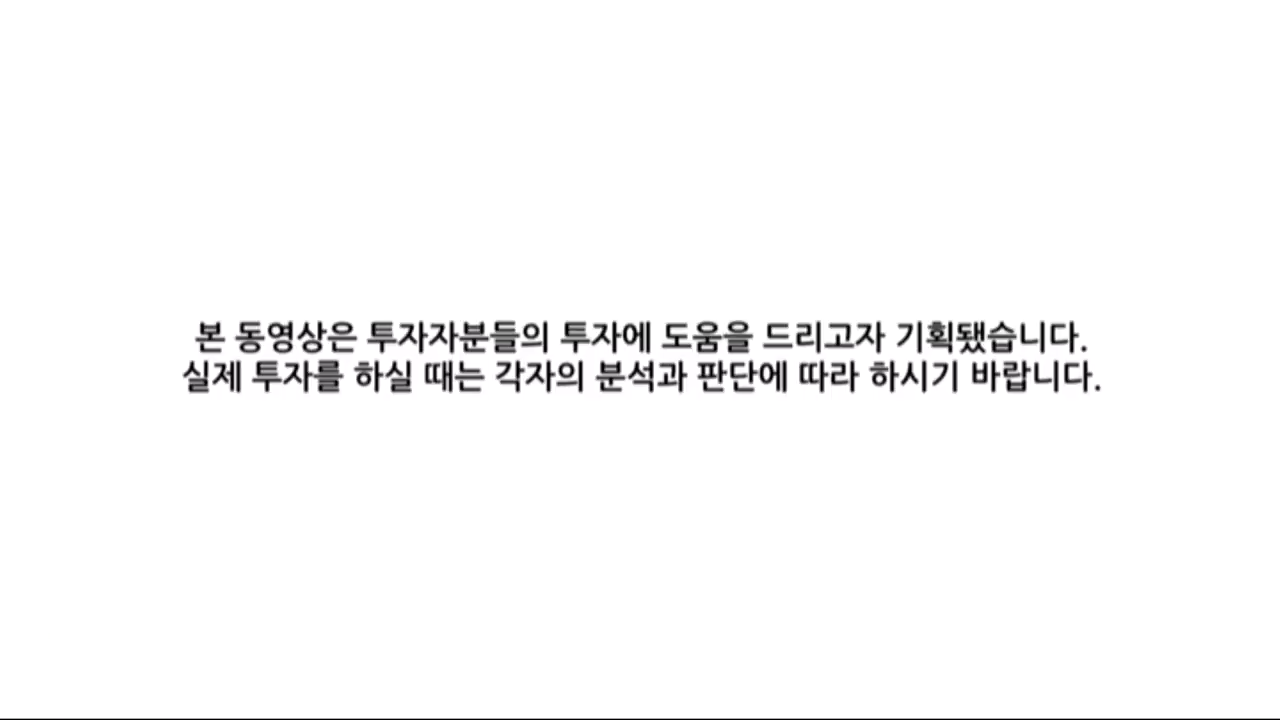 본 동영상은 투자자분들의 투자에 도움을 드리고자 기획됐습니다.
실제 투자를 하실 때는 각자의 분석과 판단에 따라 하시기 바랍니다.